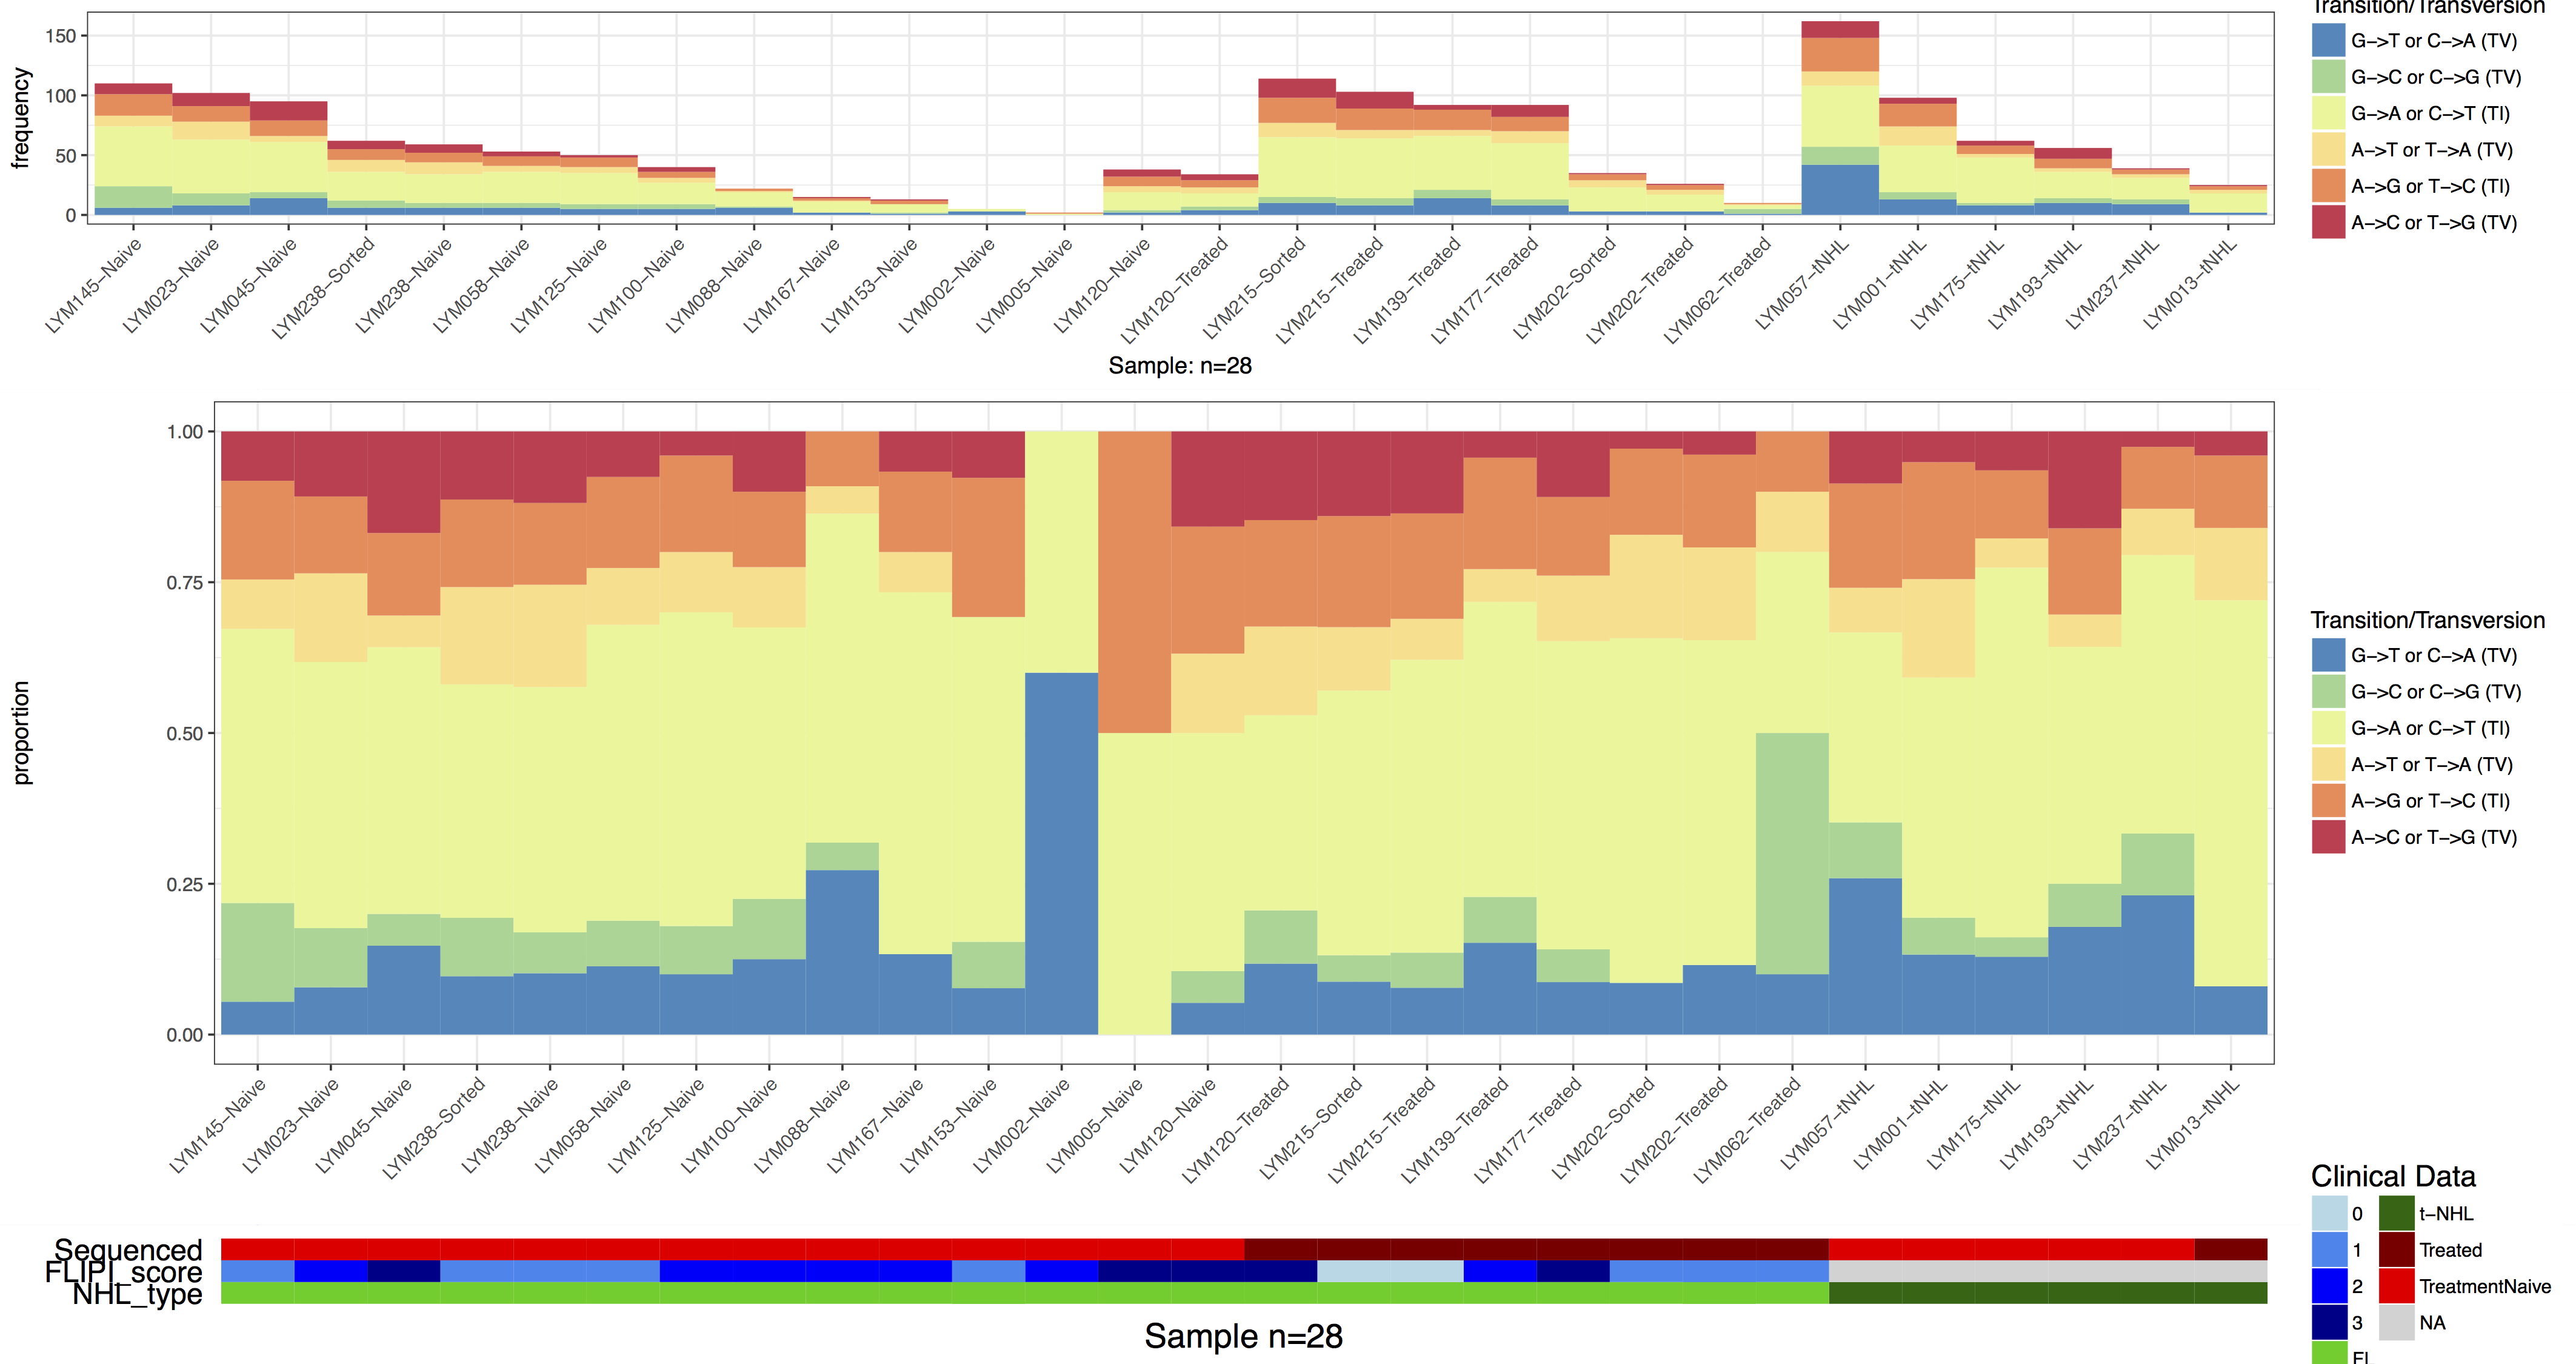 Transition/Transversion
G−>T or C−>A (TV)
G−>C or C−>G (TV)
G−>A or C−>T (TI)
A−>T or T−>A (TV)
A−>G or T−>C (TI)
A−>C or T−>G (TV)
frequency
150
100
50
0
LYM145−Naive
LYM023−Naive
LYM045−Naive
LYM238−Sorted
LYM238−Naive
LYM058−Naive
LYM125−Naive
LYM100−Naive
LYM088−Naive
LYM167−Naive
LYM153−Naive
LYM002−Naive
LYM005−Naive
LYM120−Naive
LYM120−Treated
LYM215−Sorted
LYM215−Treated
LYM139−Treated
LYM177−Treated
LYM202−Sorted
LYM202−Treated
LYM062−Treated
LYM057−tNHL
LYM001−tNHL
LYM175−tNHL
LYM193−tNHL
LYM237−tNHL
LYM013−tNHL
Sample: n=28
proportion
1.00
0.75
0.50
0.25
0.00
Transition/Transversion
G−>T or C−>A (TV)
G−>C or C−>G (TV)
G−>A or C−>T (TI)
A−>T or T−>A (TV)
A−>G or T−>C (TI)
A−>C or T−>G (TV)
LYM145−Naive
LYM023−Naive
LYM045−Naive
LYM238−Sorted
LYM238−Naive
LYM058−Naive
LYM125−Naive
LYM100−Naive
LYM088−Naive
LYM167−Naive
LYM153−Naive
LYM002−Naive
LYM005−Naive
LYM120−Naive
LYM120−Treated
LYM215−Sorted
LYM215−Treated
LYM139−Treated
LYM177−Treated
LYM202−Sorted
LYM202−Treated
LYM062−Treated
LYM057−tNHL
LYM001−tNHL
LYM175−tNHL
LYM193−tNHL
LYM237−tNHL
LYM013−tNHL
Sequenced
FLIPI_score
NHL_type
Sample n=28
Clinical Data
0
1
2
3
FL
t−NHL
Treated
TreatmentNaive
NA